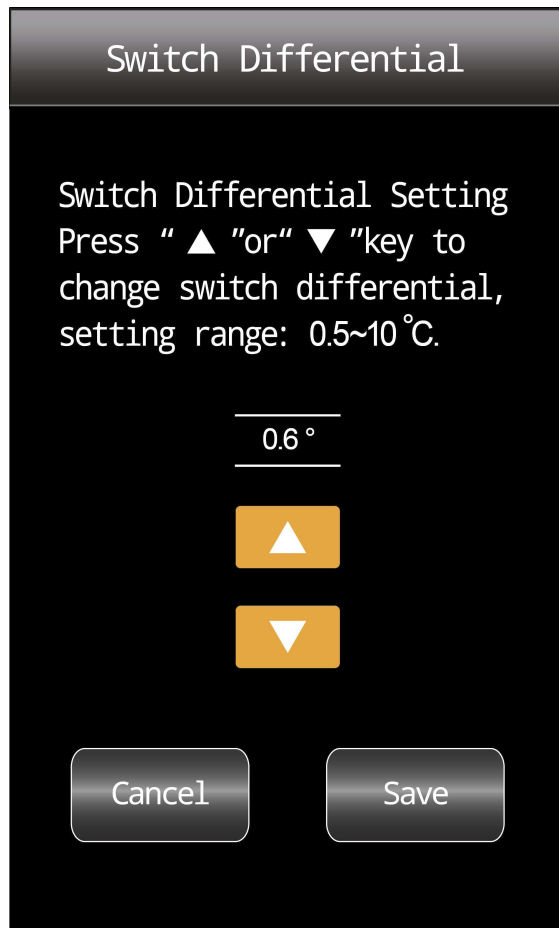 Switch Differential
Switch Differential Setting
Press “ ▲ ”or“ ▼ ”key to
change switch differential,
setting range: 0.5~10 °C.
0.6 °
▲
▼
Cancel Save